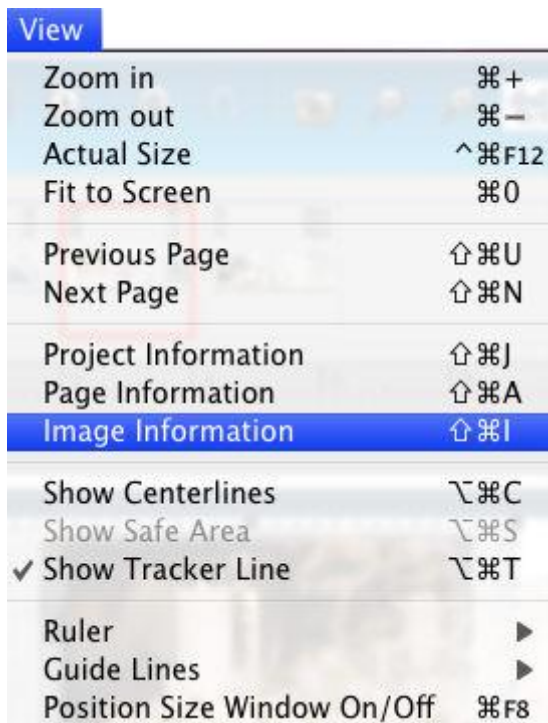 View
Zoom in ⌘+
Zoom out ⌘−
Actual Size ^⌘F12
Fit to Screen ⌘0
Previous Page ⇧⌘U
Next Page ⇧⌘N
Project Information ⇧⌘J
Page Information ⇧⌘A
Image Information ⇧⌘I
Show Centerlines ⌥⌘C
Show Safe Area ⌥⌘S
✓ Show Tracker Line ⌥⌘T
Ruler ▶
Guide Lines ▶
Position Size Window On/Off ⌘F8